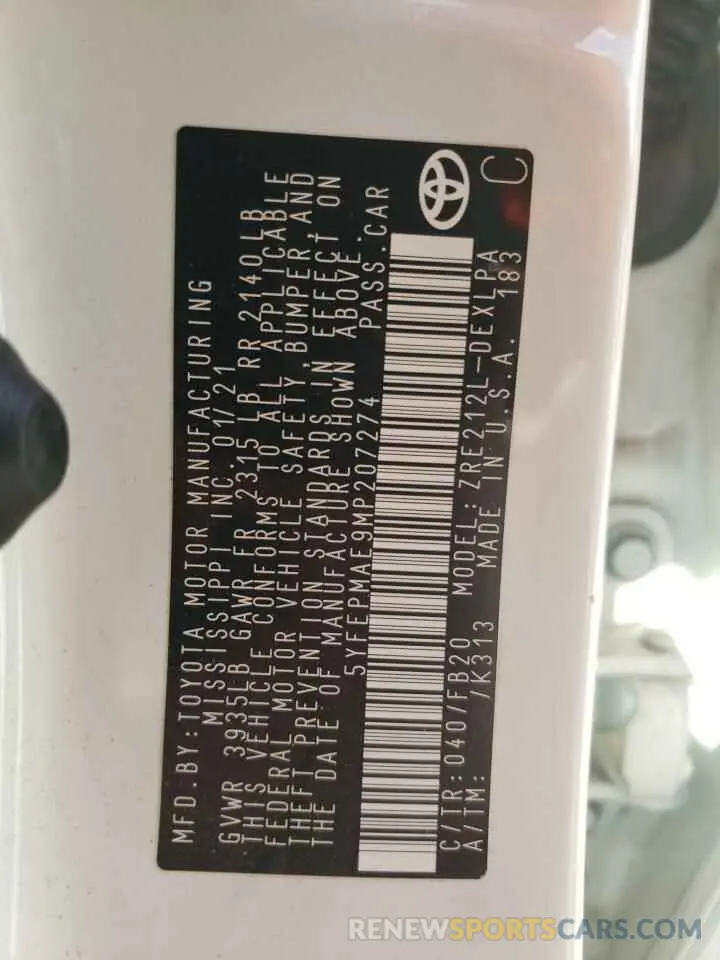 MFD.BY:TOYOTA MOTOR MANUFACTURING
MISSISSIPPI INC. 01/21
GVWR 3935LB GAWR FR 2315 LB RR 2140LB
THIS VEHICLE CONFORMS TO ALL APPLICABLE
FEDERAL MOTOR VEHICLE SAFETY, BUMPER, AND
THEFT PREVENTION STANDARDS IN EFFECT ON
THE DATE OF MANUFACTURE SHOWN ABOVE.
5YFEPMAE9MP207274 PASS.CAR
C/TR:040/FB20 MODEL:ZRE212L-DEXLPA
A/TM: /K313 MADE IN U.S.A. 183
C
RENEWSPORTSCARS.COM